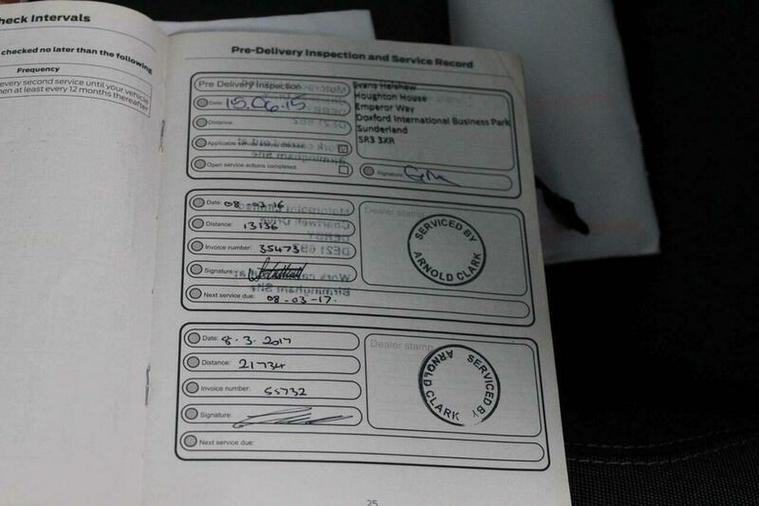 heck Intervals
checked no later than the following
Frequency
every second service until your vehicle
hen at least every 12 months thereafter
Pre-Delivery Inspection and Service Record
Pre Delivery Inspection
Evans Halshaw
Houghton House
Emperor Way
Doxford International Business Park
Sunderland
SR3 3XR
Date: 15.06.15
Distance:
Open service actions completed
Signature:
Date: 08-03-16
Distance: 13136
Invoice number: 35473
Signature:
Next service due: 08-03-17.
Dealer stamp
SERVICED BY
ARNOLD CLARK
Date: 8.3.2017
Distance: 21734
Invoice number: 55732
Signature:
Next service due:
Dealer stamp
SERVICED BY
ARNOLD CLARK
25